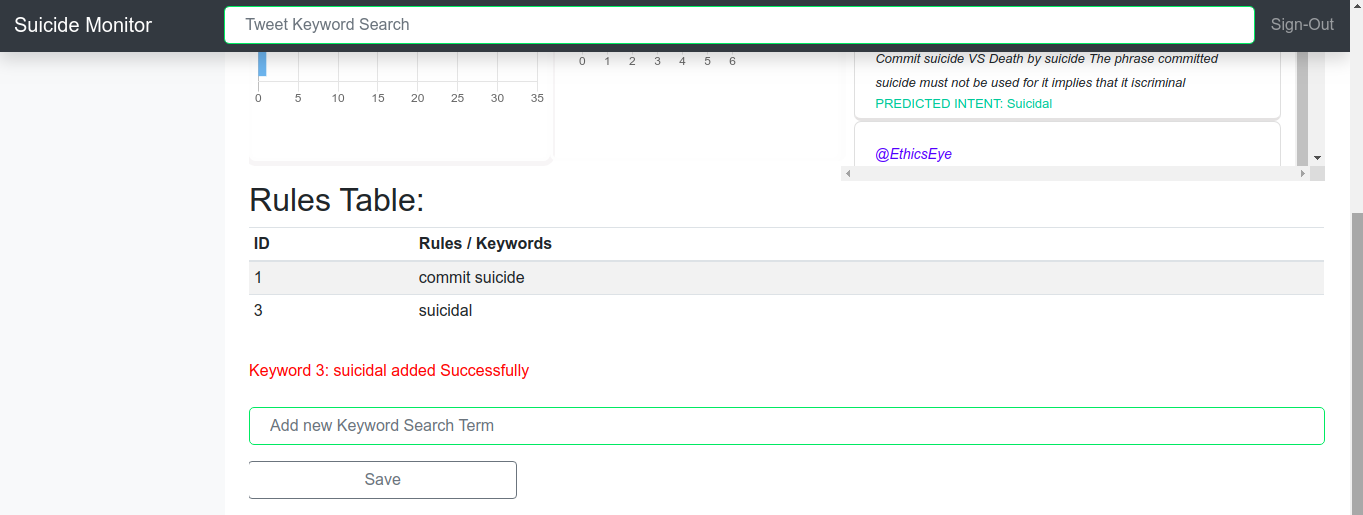 Suicide Monitor
Tweet Keyword Search
Sign-Out
0 5 10 15 20 25 30 35
0 1 2 3 4 5 6
Commit suicide VS Death by suicide The phrase committed
suicide must not be used for it implies that it iscriminal
PREDICTED INTENT: Suicidal
@EthicsEye
Rules Table:
ID Rules / Keywords
1 commit suicide
3 suicidal
Keyword 3: suicidal added Successfully
Add new Keyword Search Term
Save